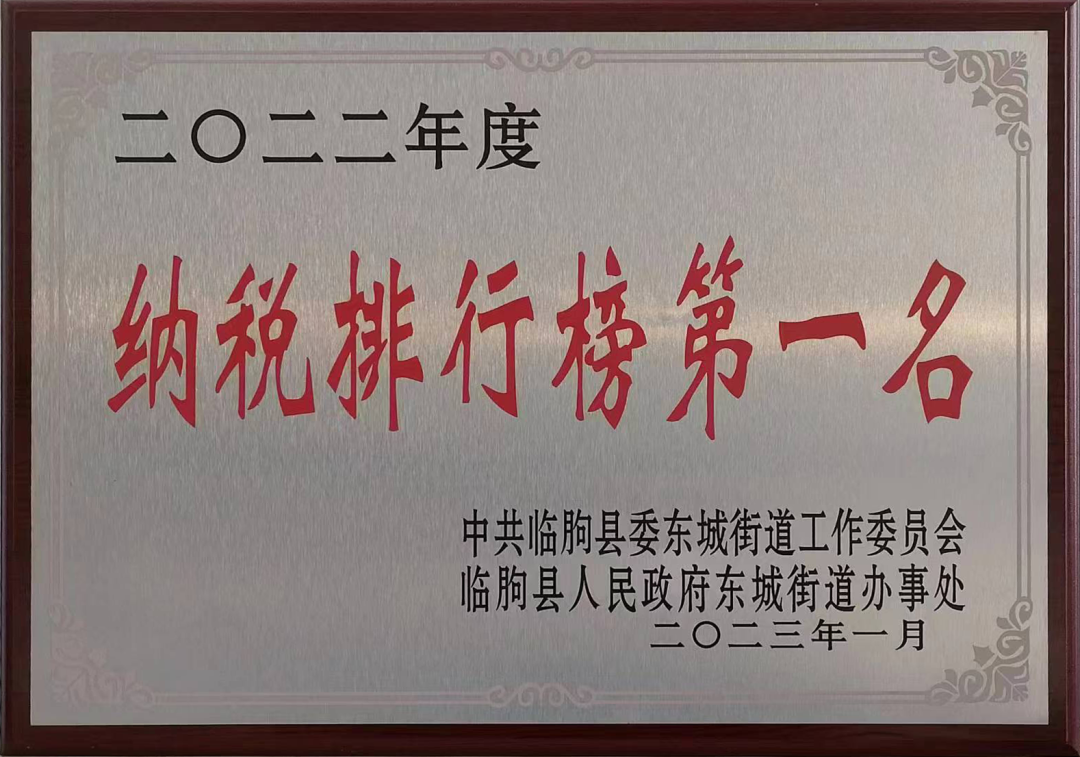 二〇二二年度
纳税排行榜第一名
中共临朐县委东城街道工作委员会
临朐县人民政府东城街道办事处
二〇二三年一月